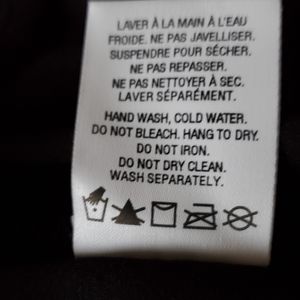 LAVER À LA MAIN À L'EAU
FROIDE. NE PAS JAVELLISER.
SUSPENDRE POUR SÉCHER.
NE PAS REPASSER.
NE PAS NETTOYER À SEC.
LAVER SÉPARÉMENT.
HAND WASH, COLD WATER.
DO NOT BLEACH. HANG TO DRY.
DO NOT IRON.
DO NOT DRY CLEAN.
WASH SEPARATELY.